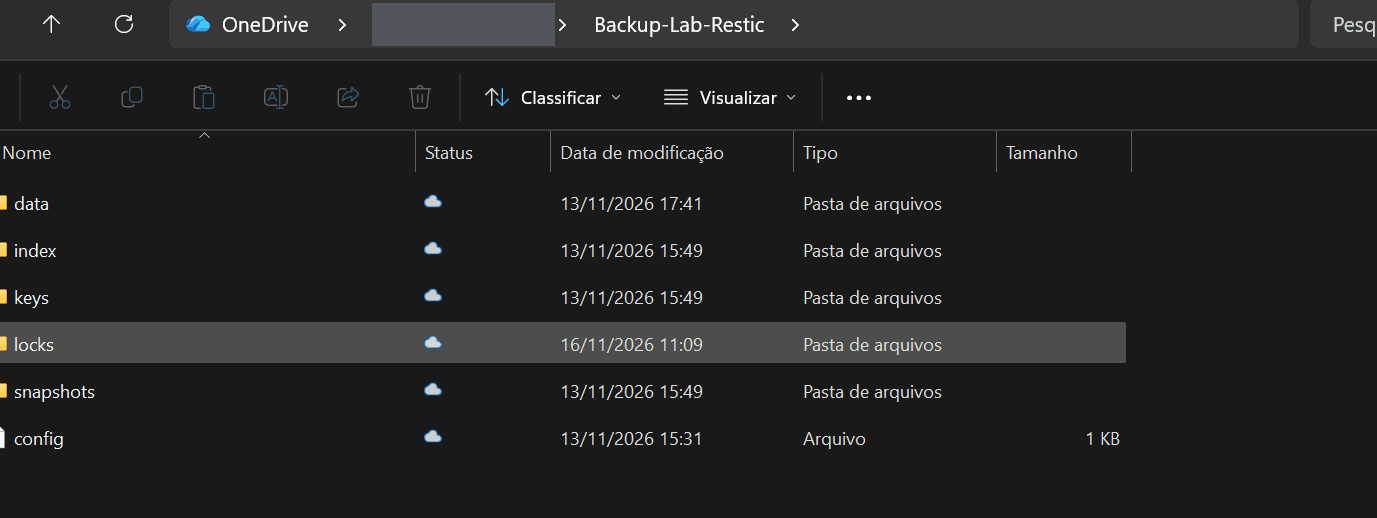 OneDrive > > Backup-Lab-Restic >
Pesq
Classificar Visualizar
Nome Status Data de modificação Tipo Tamanho
data 13/11/2026 17:41 Pasta de arquivos
index 13/11/2026 15:49 Pasta de arquivos
keys 13/11/2026 15:49 Pasta de arquivos
locks 16/11/2026 11:09 Pasta de arquivos
snapshots 13/11/2026 15:49 Pasta de arquivos
config 13/11/2026 15:31 Arquivo 1 KB